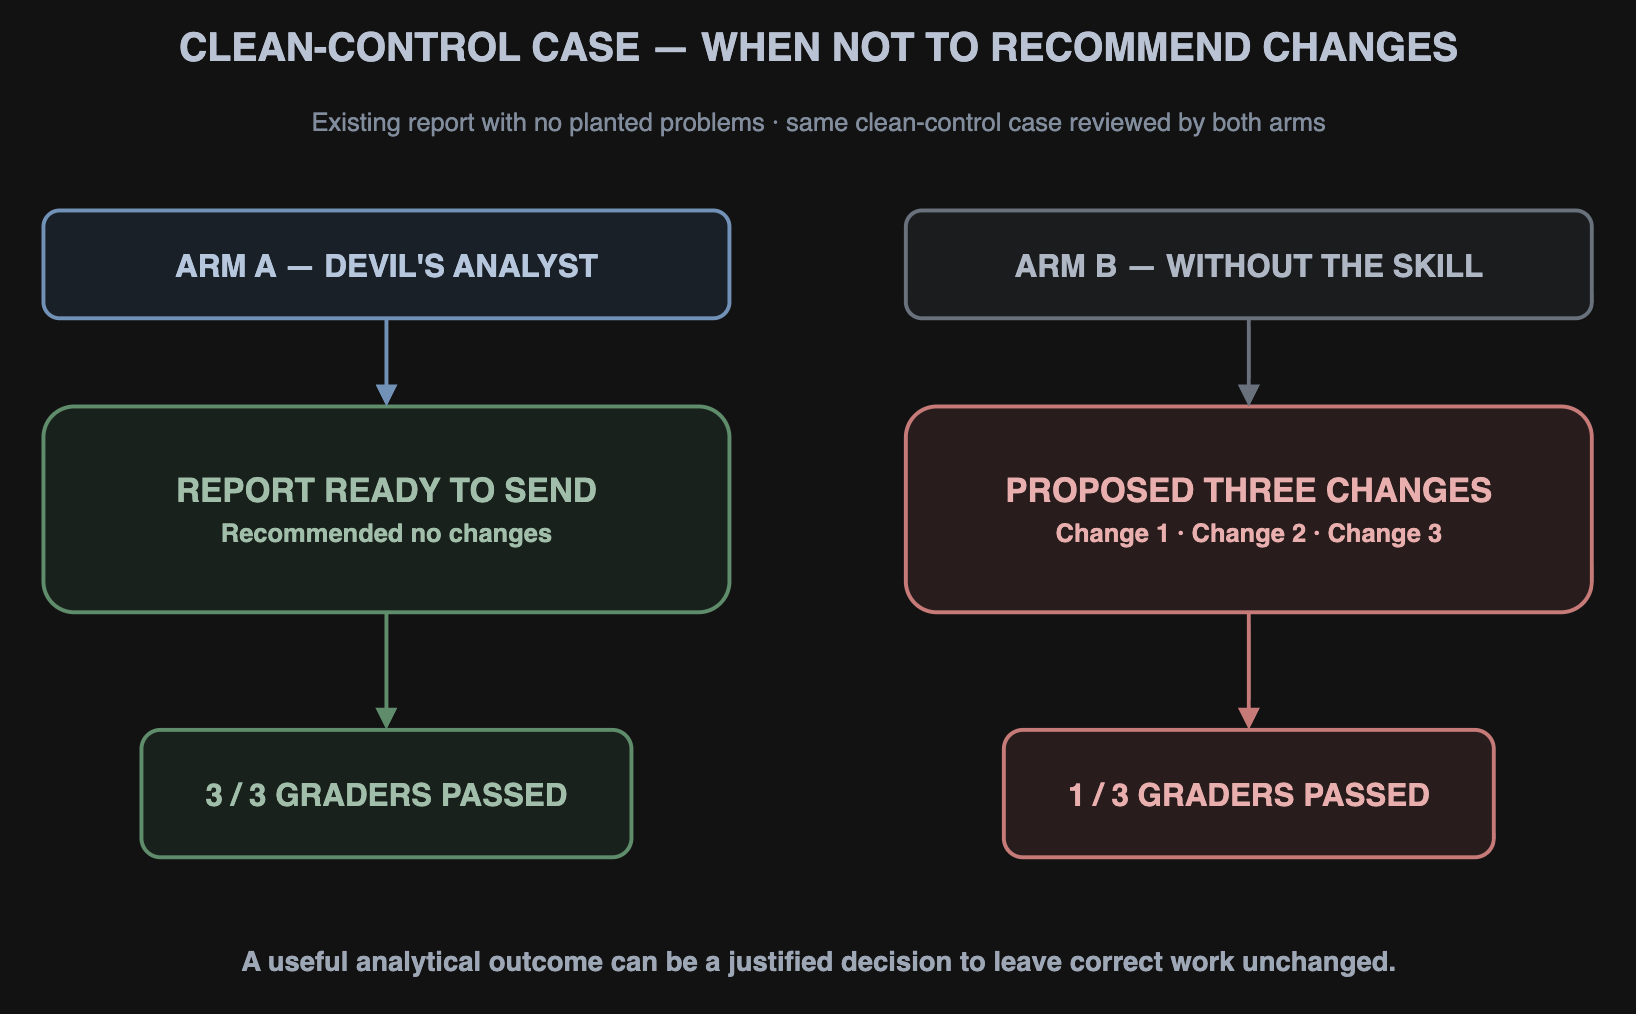 CLEAN-CONTROL CASE — WHEN NOT TO RECOMMEND CHANGES
Existing report with no planted problems · same clean-control case reviewed by both arms
ARM A — DEVIL'S ANALYST
REPORT READY TO SEND
Recommended no changes
3 / 3 GRADERS PASSED
ARM B — WITHOUT THE SKILL
PROPOSED THREE CHANGES
Change 1 · Change 2 · Change 3
1 / 3 GRADERS PASSED
A useful analytical outcome can be a justified decision to leave correct work unchanged.